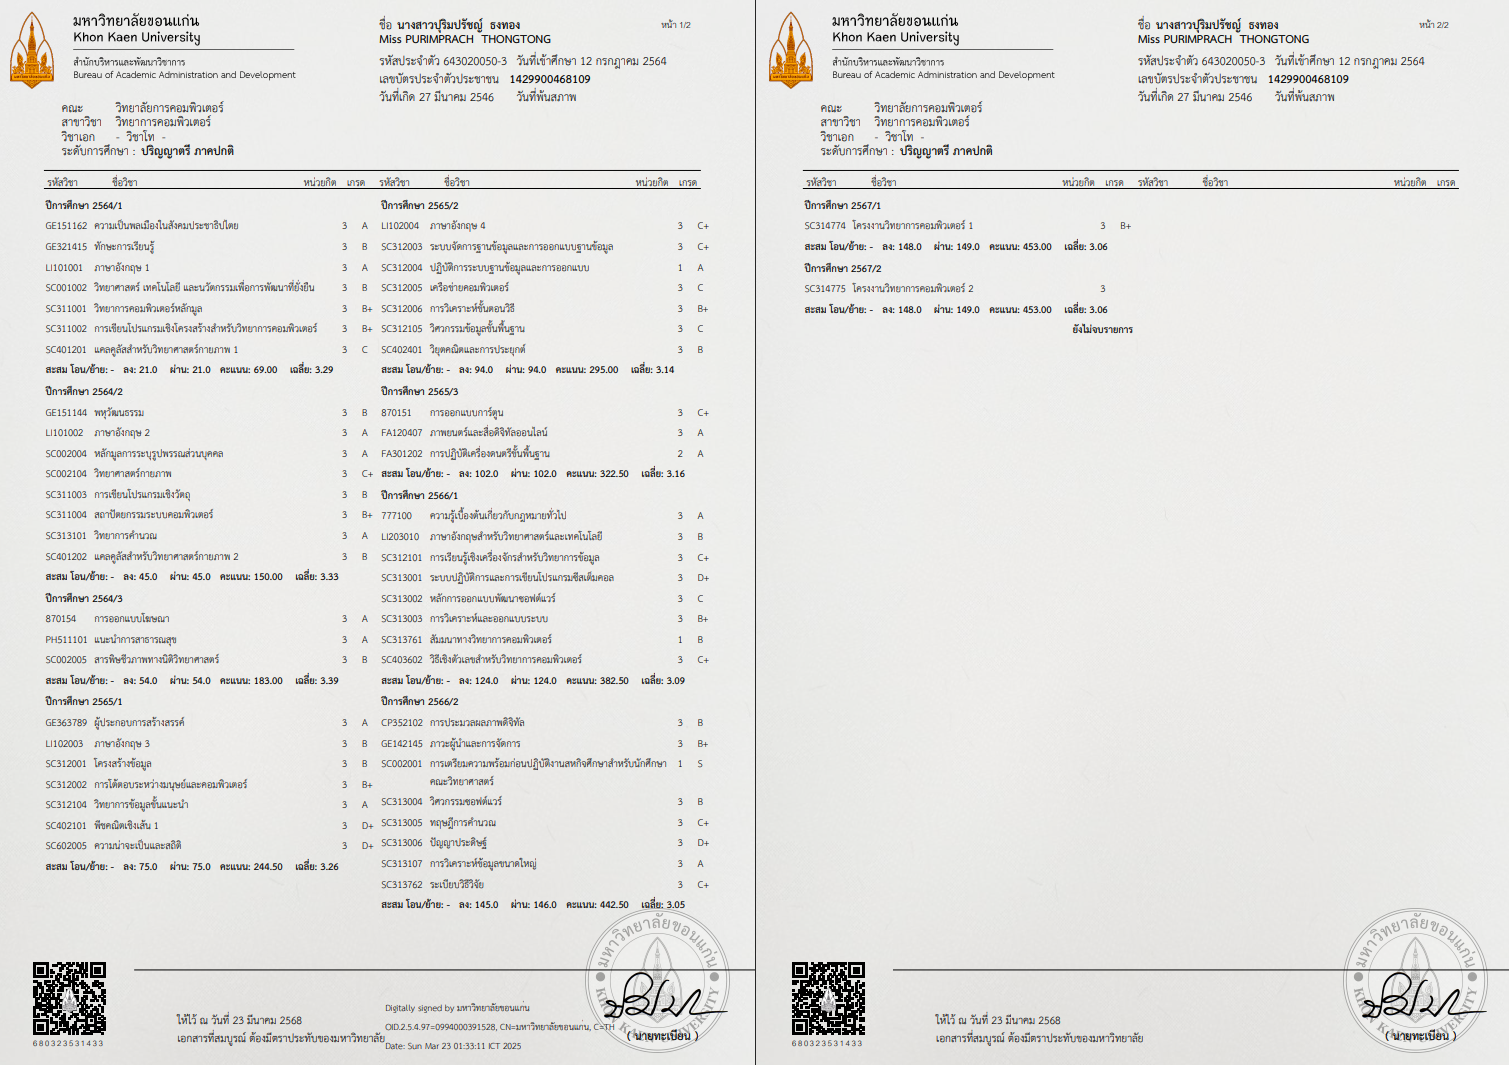 มหาวิทยาลัยขอนแก่น
Khon Kaen University
สำนักบริหารและพัฒนาวิชาการ
Bureau of Academic Administration and Development
ชื่อ นางสาวปุริมปรัชญ์ ธงทอง
หน้า 1/2
Miss PURIMPRACH THONGTONG
รหัสประจำตัว 643020050-3 วันที่เข้าศึกษา 12 กรกฎาคม 2564
เลขบัตรประจำตัวประชาชน 1429900468109
วันที่เกิด 27 มีนาคม 2546 วันที่พ้นสภาพ
คณะ วิทยาลัยการคอมพิวเตอร์
สาขาวิชา วิทยาการคอมพิวเตอร์
วิชาเอก - วิชาโท -
ระดับการศึกษา : ปริญญาตรี ภาคปกติ
รหัสวิชา ชื่อวิชา หน่วยกิต เกรด
ปีการศึกษา 2564/1
GE151162 ความเป็นพลเมืองในสังคมประชาธิปไตย 3 A
GE321415 ทักษะการเรียนรู้ 3 B
LI101001 ภาษาอังกฤษ 1 3 A
SC001002 วิทยาศาสตร์ เทคโนโลยี และนวัตกรรมเพื่อการพัฒนาที่ยั่งยืน 3 B
SC311001 วิทยาการคอมพิวเตอร์หลักมูล 3 B+
SC311002 การเขียนโปรแกรมเชิงโครงสร้างสำหรับวิทยาการคอมพิวเตอร์ 3 B+
SC401201 แคลคูลัสสำหรับวิทยาศาสตร์กายภาพ 1 3 C
สะสม โอน/ย้าย: - ลง: 21.0 ผ่าน: 21.0 คะแนน: 69.00 เฉลี่ย: 3.29
ปีการศึกษา 2564/2
GE151144 พหุวัฒนธรรม 3 B
LI101002 ภาษาอังกฤษ 2 3 A
SC002004 หลักมูลการระบุรูปพรรณส่วนบุคคล 3 A
SC002104 วิทยาศาสตร์กายภาพ 3 C+
SC311003 การเขียนโปรแกรมเชิงวัตถุ 3 B
SC311004 สถาปัตยกรรมระบบคอมพิวเตอร์ 3 B+
SC313101 วิทยาการคำนวณ 3 A
SC401202 แคลคูลัสสำหรับวิทยาศาสตร์กายภาพ 2 3 B
สะสม โอน/ย้าย: - ลง: 45.0 ผ่าน: 45.0 คะแนน: 150.00 เฉลี่ย: 3.33
ปีการศึกษา 2564/3
870154 การออกแบบโฆษณา 3 A
PH511101 แนะนำการสาธารณสุข 3 A
SC002005 สารพิษชีวภาพทางนิติวิทยาศาสตร์ 3 B
สะสม โอน/ย้าย: - ลง: 54.0 ผ่าน: 54.0 คะแนน: 183.00 เฉลี่ย: 3.39
ปีการศึกษา 2565/1
GE363789 ผู้ประกอบการสร้างสรรค์ 3 A
LI102003 ภาษาอังกฤษ 3 3 B
SC312001 โครงสร้างข้อมูล 3 B
SC312002 การโต้ตอบระหว่างมนุษย์และคอมพิวเตอร์ 3 B+
SC312104 วิทยาการข้อมูลขั้นแนะนำ 3 A
SC402101 พีชคณิตเชิงเส้น 1 3 D+
SC602005 ความน่าจะเป็นและสถิติ 3 D+
สะสม โอน/ย้าย: - ลง: 75.0 ผ่าน: 75.0 คะแนน: 244.50 เฉลี่ย: 3.26
รหัสวิชา ชื่อวิชา หน่วยกิต เกรด
ปีการศึกษา 2565/2
LI102004 ภาษาอังกฤษ 4 3 C+
SC312003 ระบบจัดการฐานข้อมูลและการออกแบบฐานข้อมูล 3 C+
SC312004 ปฏิบัติการระบบฐานข้อมูลและการออกแบบ 1 A
SC312005 เครือข่ายคอมพิวเตอร์ 3 C
SC312006 การวิเคราะห์ขั้นตอนวิธี 3 B+
SC312105 วิศวกรรมข้อมูลขั้นพื้นฐาน 3 C
SC402401 วิยุตคณิตและการประยุกต์ 3 B
สะสม โอน/ย้าย: - ลง: 94.0 ผ่าน: 94.0 คะแนน: 295.00 เฉลี่ย: 3.14
ปีการศึกษา 2565/3
870151 การออกแบบการ์ตูน 3 C+
FA120407 ภาพยนตร์และสื่อดิจิทัลออนไลน์ 3 A
FA301202 การปฏิบัติเครื่องดนตรีขั้นพื้นฐาน 2 A
สะสม โอน/ย้าย: - ลง: 102.0 ผ่าน: 102.0 คะแนน: 322.50 เฉลี่ย: 3.16
ปีการศึกษา 2566/1
777100 ความรู้เบื้องต้นเกี่ยวกับกฎหมายทั่วไป 3 A
LI203010 ภาษาอังกฤษสำหรับวิทยาศาสตร์และเทคโนโลยี 3 B
SC312101 การเรียนรู้เชิงเครื่องจักรสำหรับวิทยาการข้อมูล 3 C+
SC313001 ระบบปฏิบัติการและการเขียนโปรแกรมซิสเต็มคอล 3 D+
SC313002 หลักการออกแบบพัฒนาซอฟต์แวร์ 3 C
SC313003 การวิเคราะห์และออกแบบระบบ 3 B+
SC313761 สัมมนาทางวิทยาการคอมพิวเตอร์ 1 B
SC403602 วิธีเชิงตัวเลขสำหรับวิทยาการคอมพิวเตอร์ 3 C+
สะสม โอน/ย้าย: - ลง: 124.0 ผ่าน: 124.0 คะแนน: 382.50 เฉลี่ย: 3.09
ปีการศึกษา 2566/2
CP352102 การประมวลผลภาพดิจิทัล 3 B
GE142145 ภาวะผู้นำและการจัดการ 3 B+
SC002001 การเตรียมความพร้อมก่อนปฏิบัติงานสหกิจศึกษาสำหรับนักศึกษา 1 S
คณะวิทยาศาสตร์
SC313004 วิศวกรรมซอฟต์แวร์ 3 B
SC313005 ทฤษฎีการคำนวณ 3 C+
SC313006 ปัญญาประดิษฐ์ 3 D+
SC313107 การวิเคราะห์ข้อมูลขนาดใหญ่ 3 A
SC313762 ระเบียบวิธีวิจัย 3 C+
สะสม โอน/ย้าย: - ลง: 145.0 ผ่าน: 146.0 คะแนน: 442.50 เฉลี่ย: 3.05
680323531433
ให้ไว้ ณ วันที่ 23 มีนาคม 2568
เอกสารที่สมบูรณ์ ต้องมีตราประทับของมหาวิทยาลัย
Digitally signed by มหาวิทยาลัยขอนแก่น
OID.2.5.4.97=0994000391528, CN=มหาวิทยาลัยขอนแก่น, C=TH
Date: Sun Mar 23 01:33:11 ICT 2025
มหาวิทยาลัยขอนแก่น
KHON KAEN UNIVERSITY
( นายทะเบียน )
มหาวิทยาลัยขอนแก่น
Khon Kaen University
สำนักบริหารและพัฒนาวิชาการ
Bureau of Academic Administration and Development
ชื่อ นางสาวปุริมปรัชญ์ ธงทอง
หน้า 2/2
Miss PURIMPRACH THONGTONG
รหัสประจำตัว 643020050-3 วันที่เข้าศึกษา 12 กรกฎาคม 2564
เลขบัตรประจำตัวประชาชน 1429900468109
วันที่เกิด 27 มีนาคม 2546 วันที่พ้นสภาพ
คณะ วิทยาลัยการคอมพิวเตอร์
สาขาวิชา วิทยาการคอมพิวเตอร์
วิชาเอก - วิชาโท -
ระดับการศึกษา : ปริญญาตรี ภาคปกติ
รหัสวิชา ชื่อวิชา หน่วยกิต เกรด รหัสวิชา ชื่อวิชา หน่วยกิต เกรด
ปีการศึกษา 2567/1
SC314774 โครงงานวิทยาการคอมพิวเตอร์ 1 3 B+
สะสม โอน/ย้าย: - ลง: 148.0 ผ่าน: 149.0 คะแนน: 453.00 เฉลี่ย: 3.06
ปีการศึกษา 2567/2
SC314775 โครงงานวิทยาการคอมพิวเตอร์ 2 3
สะสม โอน/ย้าย: - ลง: 148.0 ผ่าน: 149.0 คะแนน: 453.00 เฉลี่ย: 3.06
ยังไม่จบรายการ
680323531433
ให้ไว้ ณ วันที่ 23 มีนาคม 2568
เอกสารที่สมบูรณ์ ต้องมีตราประทับของมหาวิทยาลัย
มหาวิทยาลัยขอนแก่น
KHON KAEN UNIVERSITY
( นายทะเบียน )